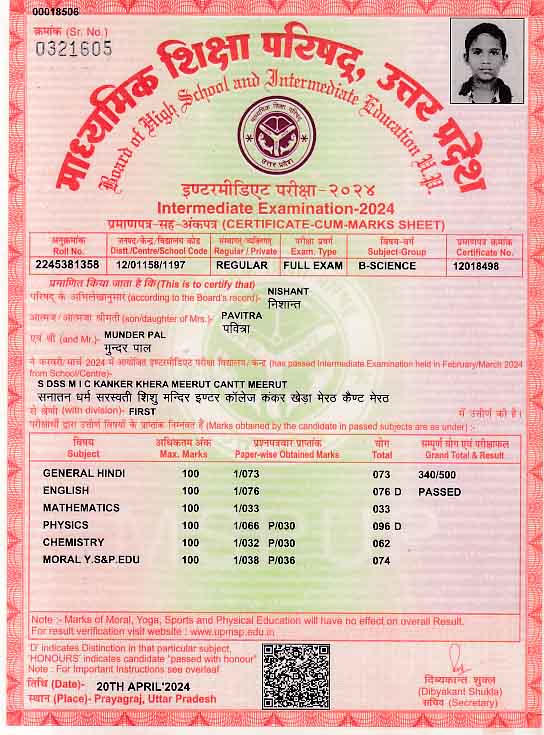 00018506
क्रमांक (Sr. No.)
0321605
माध्यमिक शिक्षा परिषद्, उत्तर प्रदेश
Board of High School and Intermediate Education U.P.
माध्यमिक शिक्षा परिषद
उत्तर प्रदेश
इण्टरमीडिएट परीक्षा-२०२४
Intermediate Examination-2024
प्रमाणपत्र-सह-अंकपत्र (CERTIFICATE-CUM-MARKS SHEET)
अनुक्रमांक जनपद/केन्द्र/विद्यालय कोड संस्थागत/व्यक्तिगत परीक्षा प्रवर्ग विषय-वर्ग प्रमाणपत्र क्रमांक
Roll No. Distt./Centre/School Code Regular / Private Exam. Type Subject-Group Certificate No.
2245381358 12/01158/1197 REGULAR FULL EXAM B-SCIENCE 12018498
प्रमाणित किया जाता है कि(This is to certify that)
NISHANT
परिषद् के अभिलेखानुसार (according to the Board's record)- निशान्त
PAVITRA
आत्मज/आत्मजा श्रीमती (son/daughter of Mrs.)- पवित्रा
MUNDER PAL
एवं श्री (and Mr.)- मुन्दर पाल
ने फरवरी/मार्च 2024 में आयोजित इण्टरमीडिएट परीक्षा विद्यालय/केन्द्र (has passed Intermediate Examination held in February/March 2024
from School/Centre)-
S DSS M I C KANKER KHERA MEERUT CANTT MEERUT
सनातन धर्म सरस्वती शिशु मन्दिर इण्टर कॉलेज कंकर खेड़ा मेरठ कैण्ट मेरठ
से श्रेणी (with division)- FIRST में उत्तीर्ण की है।
परीक्षार्थी द्वारा उत्तीर्ण विषयों के प्राप्तांक निम्नवत हैं (Marks obtained by the candidate in passed subjects are as under) :-
विषय अधिकतम अंक प्रश्नपत्रवार प्राप्तांक योग सम्पूर्ण योग एवं परीक्षाफल
Subject Max. Marks Paper-wise Obtained Marks Total Grand Total & Result
GENERAL HINDI 100 1/073 073 340/500
ENGLISH 100 1/076 076 D PASSED
MATHEMATICS 100 1/033 033
PHYSICS 100 1/066 P/030 096 D
CHEMISTRY 100 1/032 P/030 062
MORAL Y.S&P.EDU 100 1/038 P/036 074
Note :- Marks of Moral, Yoga, Sports and Physical Education will have no effect on overall Result.
For result verification visit website : www.upmsp.edu.in
'D' indicates Distinction in that particular subject,
'HONOURS' indicates candidate "passed with honour"
Note : For Important Instructions see overleaf
तिथि (Date)- 20TH APRIL'2024
स्थान (Place)- Prayagraj, Uttar Pradesh
दिव्यकान्त शुक्ल
(Dibyakant Shukla)
सचिव (Secretary)